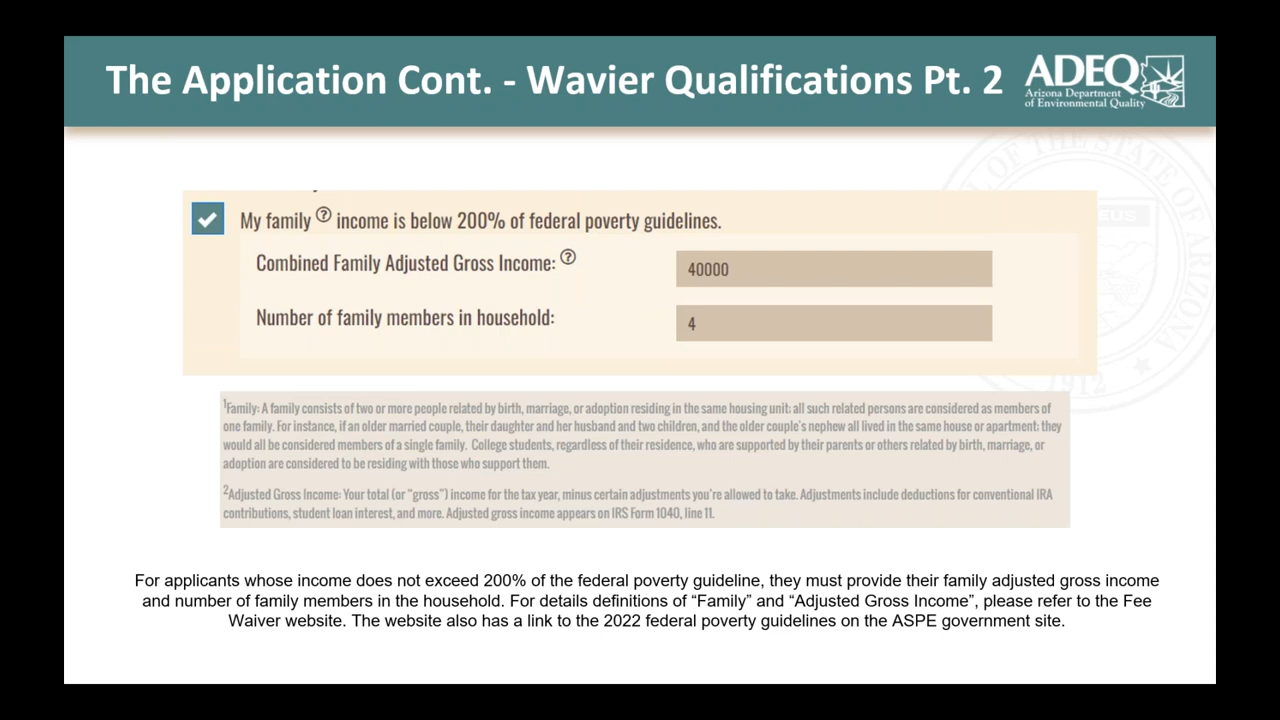 The Application Cont. - Wavier Qualifications Pt. 2
ADEQ
Arizona Department
of Environmental Quality
My family ? income is below 200% of federal poverty guidelines.
Combined Family Adjusted Gross Income: ?
40000
Number of family members in household:
4
1Family: A family consists of two or more people related by birth, marriage, or adoption residing in the same housing unit; all such related persons are considered as members of
one family. For instance, if an older married couple, their daughter and her husband and two children, and the older couple's nephew all lived in the same house or apartment; they
would all be considered members of a single family. College students, regardless of their residence, who are supported by their parents or others related by birth, marriage, or
adoption are considered to be residing with those who support them.
2Adjusted Gross Income: Your total (or “gross”) income for the tax year, minus certain adjustments you’re allowed to take. Adjustments include deductions for conventional IRA
contributions, student loan interest, and more. Adjusted gross income appears on IRS Form 1040, line 11.
For applicants whose income does not exceed 200% of the federal poverty guideline, they must provide their family adjusted gross income
and number of family members in the household. For details definitions of “Family” and “Adjusted Gross Income”, please refer to the Fee
Waiver website. The website also has a link to the 2022 federal poverty guidelines on the ASPE government site.
OF THE STATE OF ARIZONA
1912